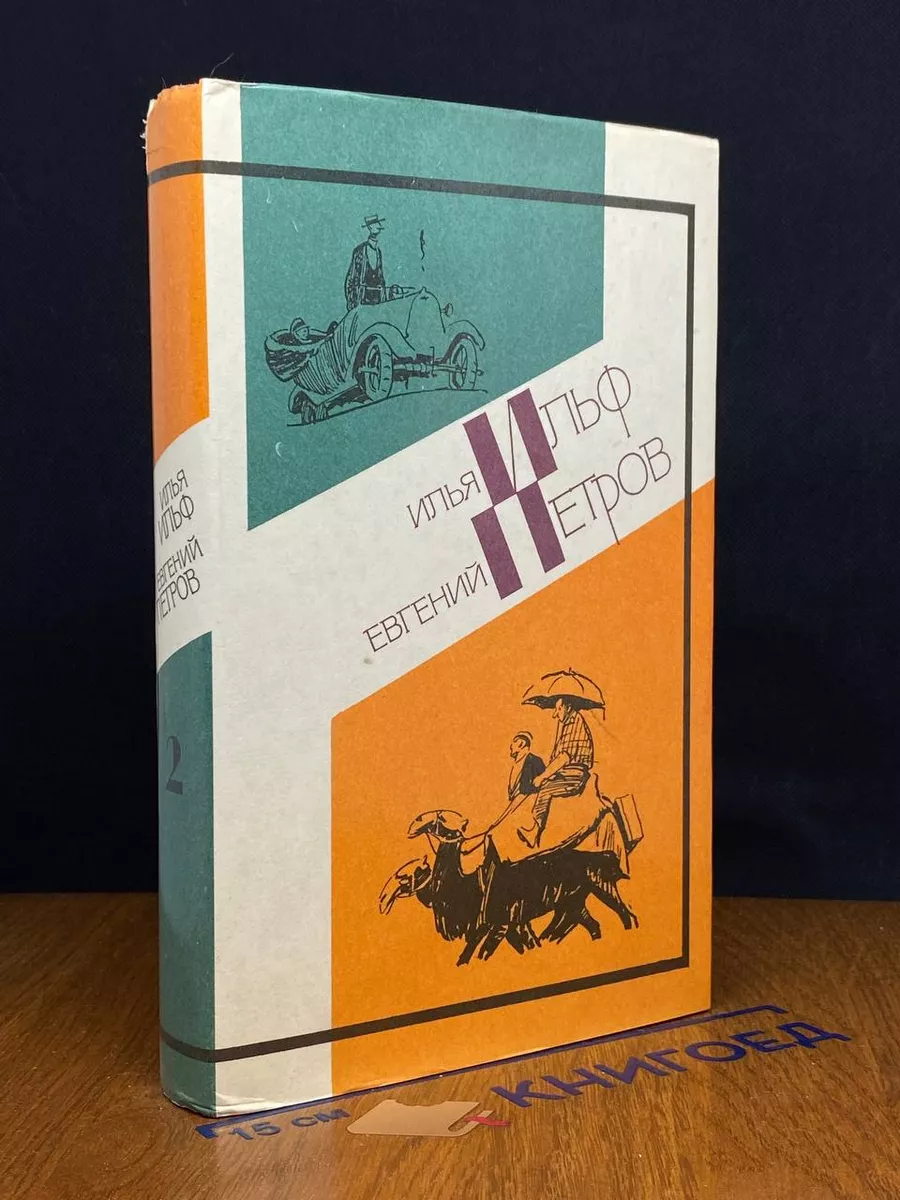 ИЛЬЯ ИЛЬФ
ЕВГЕНИЙ ПЕТРОВ
ИЛЬЯ
ИЛЬФ
ЕВГЕНИЙ
ПЕТРОВ
2
15 СМ
КНИГОЕД